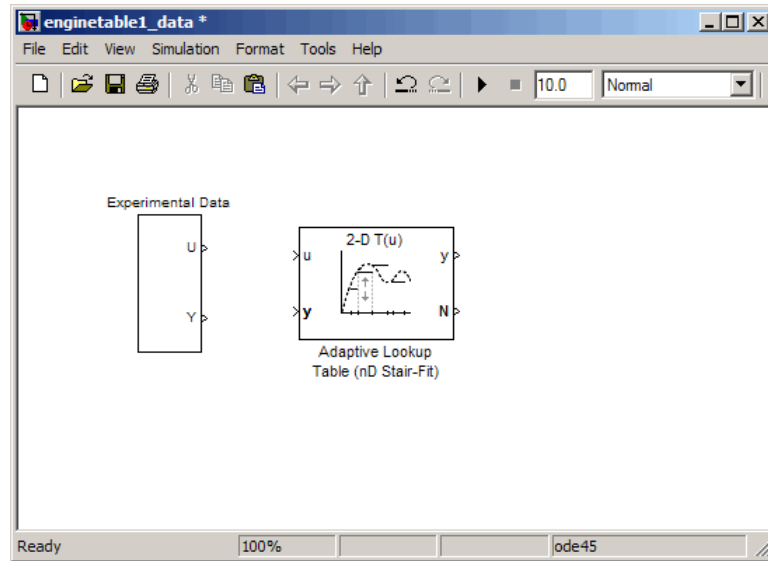 enginetable1_data *
File Edit View Simulation Format Tools Help
10.0 Normal
Experimental Data
U
Y
2-D T(u)
u y
y N
Adaptive Lookup
Table (nD Stair-Fit)
Ready 100% ode45